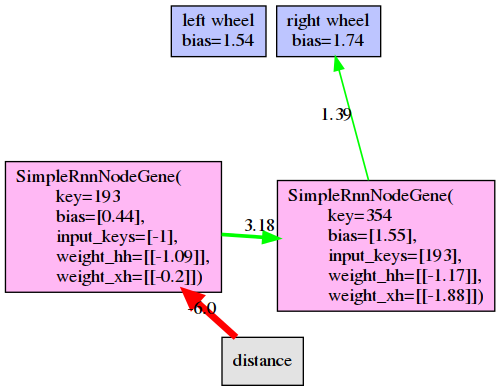 left wheel
bias=1.54
right wheel
bias=1.74
1.39
SimpleRnnNodeGene(
key=193
bias=[0.44],
input_keys=[-1],
weight_hh=[[-1.09]],
weight_xh=[[-0.2]])
3.18
SimpleRnnNodeGene(
key=354
bias=[1.55],
input_keys=[193],
weight_hh=[[-1.17]],
weight_xh=[[-1.88]])
-6.0
distance